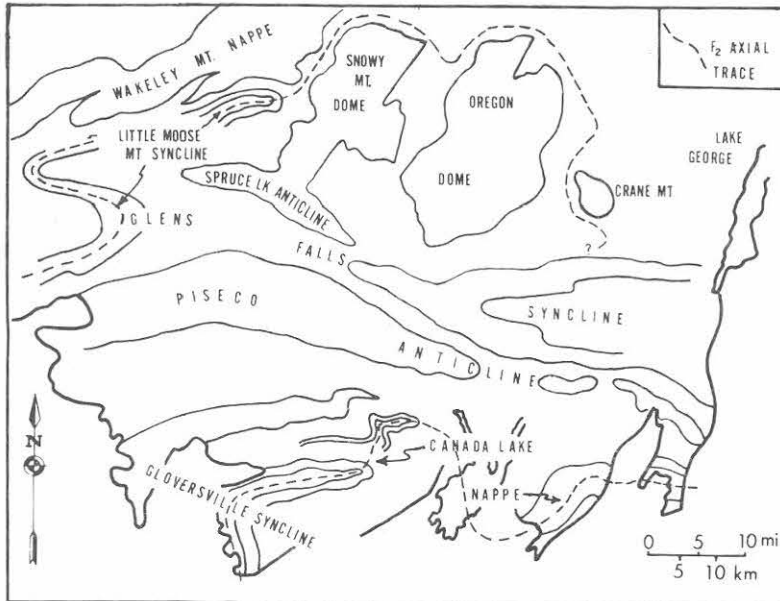 F2 AXIAL
TRACE
WAKELEY MT. NAPPE
SNOWY
MT.
DOME
OREGON
DOME
LITTLE MOOSE
MT SYNCLINE
LAKE
GEORGE
SPRUCE LK ANTICLINE
CRANE MT
GLENS
FALLS
?
SYNCLINE
PISECO
ANTICLINE
N
CANADA LAKE
NAPPE
GLOVERSVILLE SYNCLINE
0 5 10 mi
5 10 km